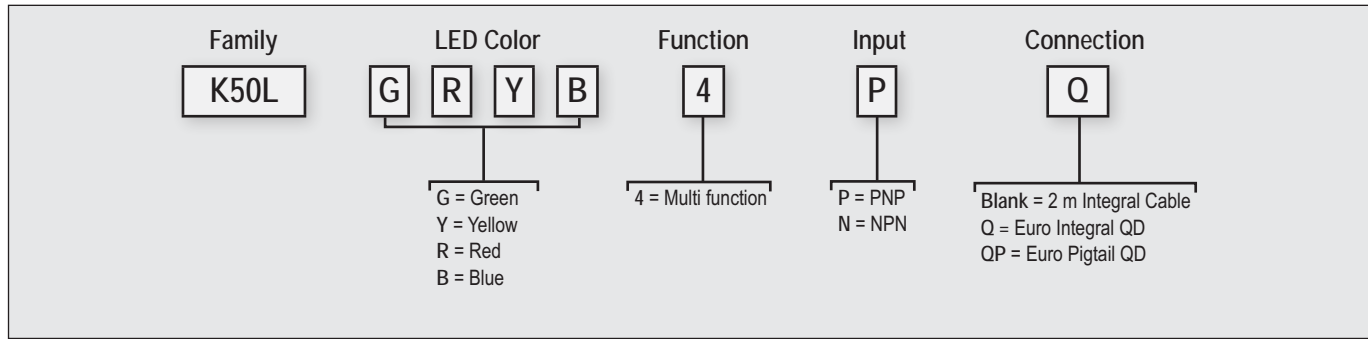 Family LED Color Function Input Connection
K50L G R Y B 4 P Q
G = Green
Y = Yellow
R = Red
B = Blue
4 = Multi function
P = PNP
N = NPN
Blank = 2 m Integral Cable
Q = Euro Integral QD
QP = Euro Pigtail QD